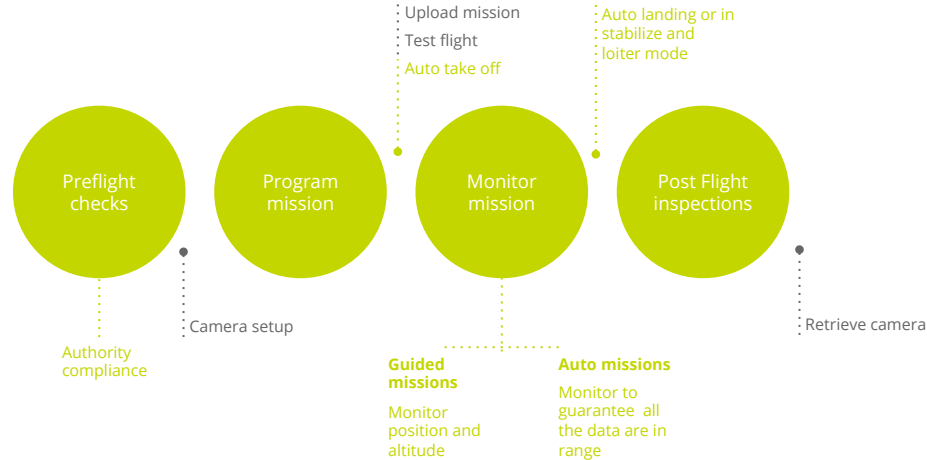 Upload mission
Test flight
Auto take off
Auto landing or in
stabilize and
loiter mode
Preflight
checks
Program
mission
Monitor
mission
Post Flight
inspections
Camera setup
Retrieve camera
Authority
compliance
Guided
missions
Monitor
position and
altitude
Auto missions
Monitor to
guarantee all
the data are in
range